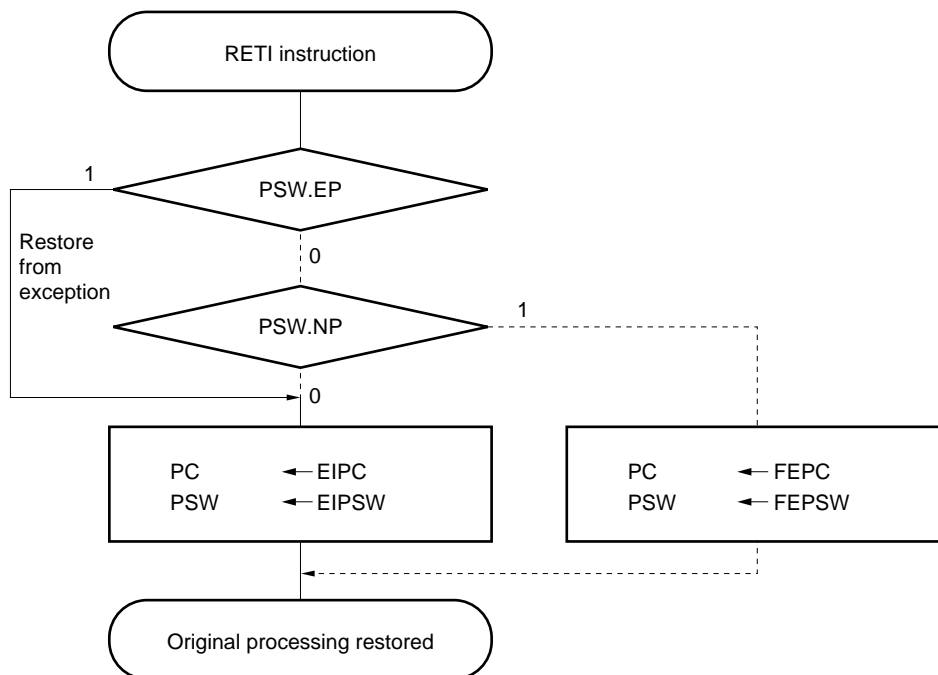 RETI instruction
1
PSW.EP
Restore
from
exception
0
PSW.NP
1
0
PC ← EIPC
PSW ← EIPSW
PC ← FEPC
PSW ← FEPSW
Original processing restored